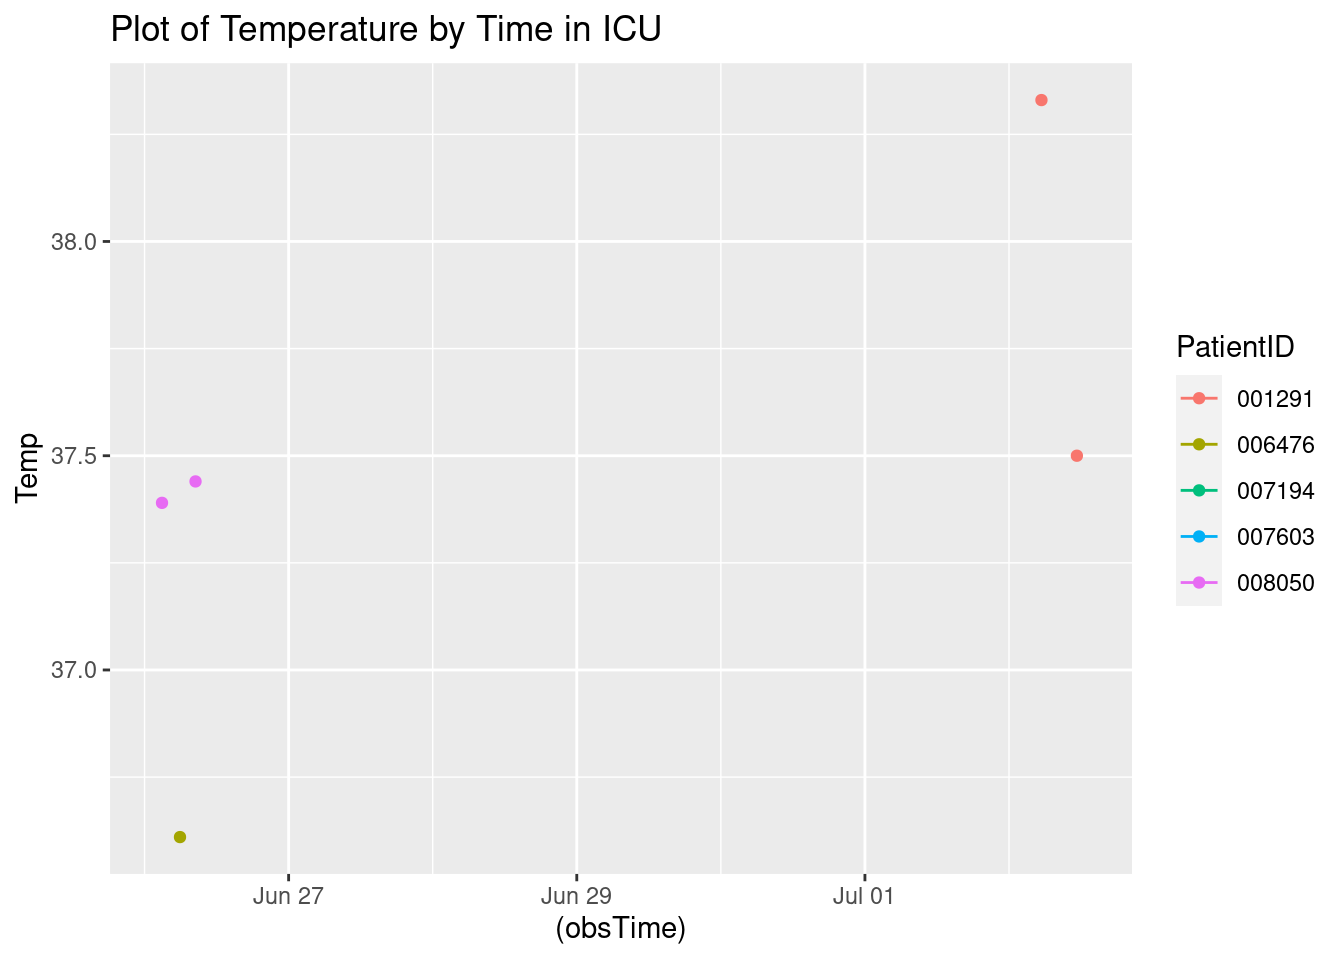 Plot of Temperature by Time in ICU
Temp
38.0
37.5
37.0
Jun 27
Jun 29
Jul 01
(obsTime)
PatientID
001291
006476
007194
007603
008050